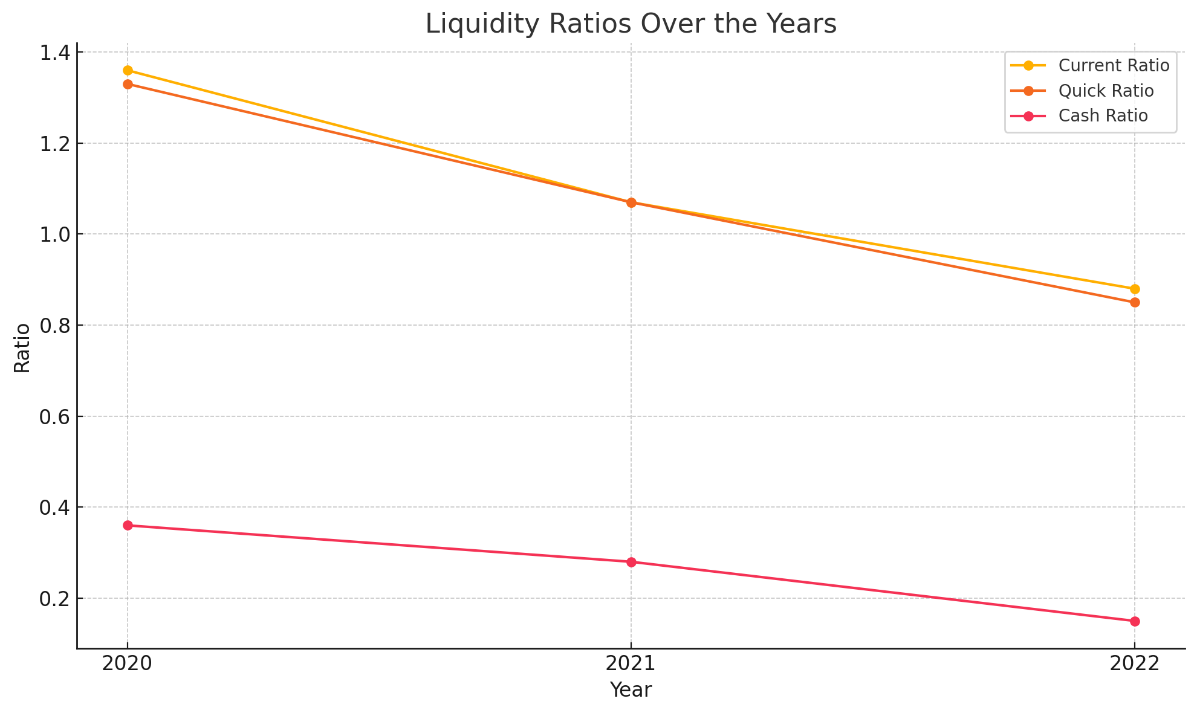 Liquidity Ratios Over the Years
Current Ratio
Quick Ratio
Cash Ratio
Ratio
1.4
1.2
1.0
0.8
0.6
0.4
0.2
2020
2021
2022
Year